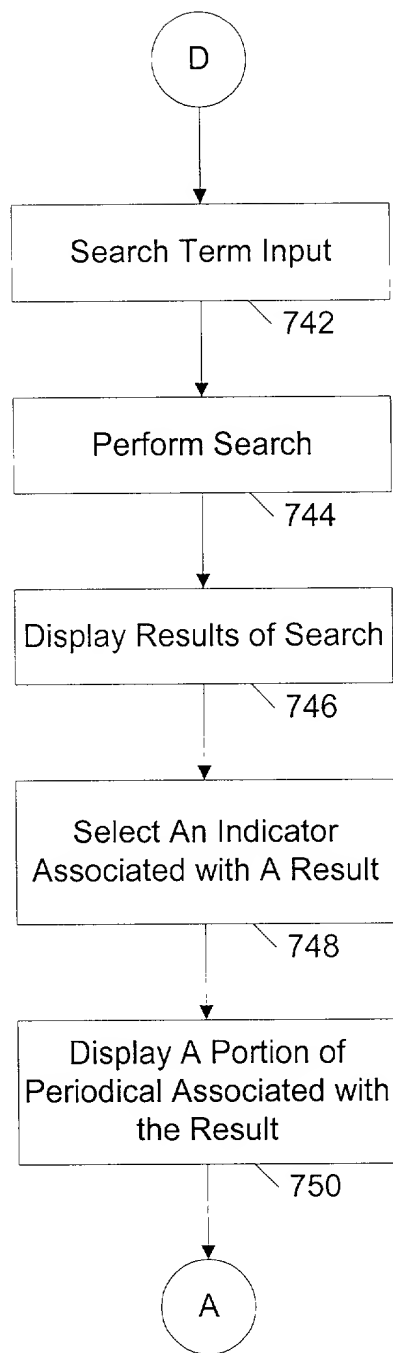 D
Search Term Input
742
Perform Search
744
Display Results of Search
746
Select An Indicator
Associated with A Result
748
Display A Portion of
Periodical Associated with
the Result
750
A